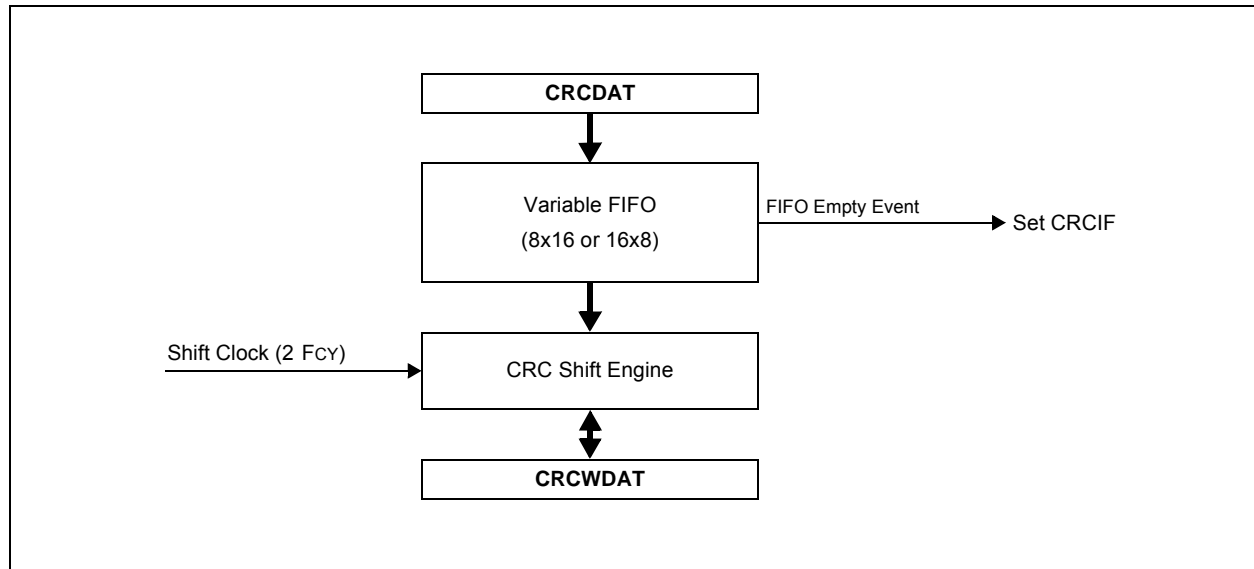 CRCDAT
Variable FIFO
(8x16 or 16x8)
FIFO Empty Event
Set CRCIF
Shift Clock (2 FCY)
CRC Shift Engine
CRCWDAT